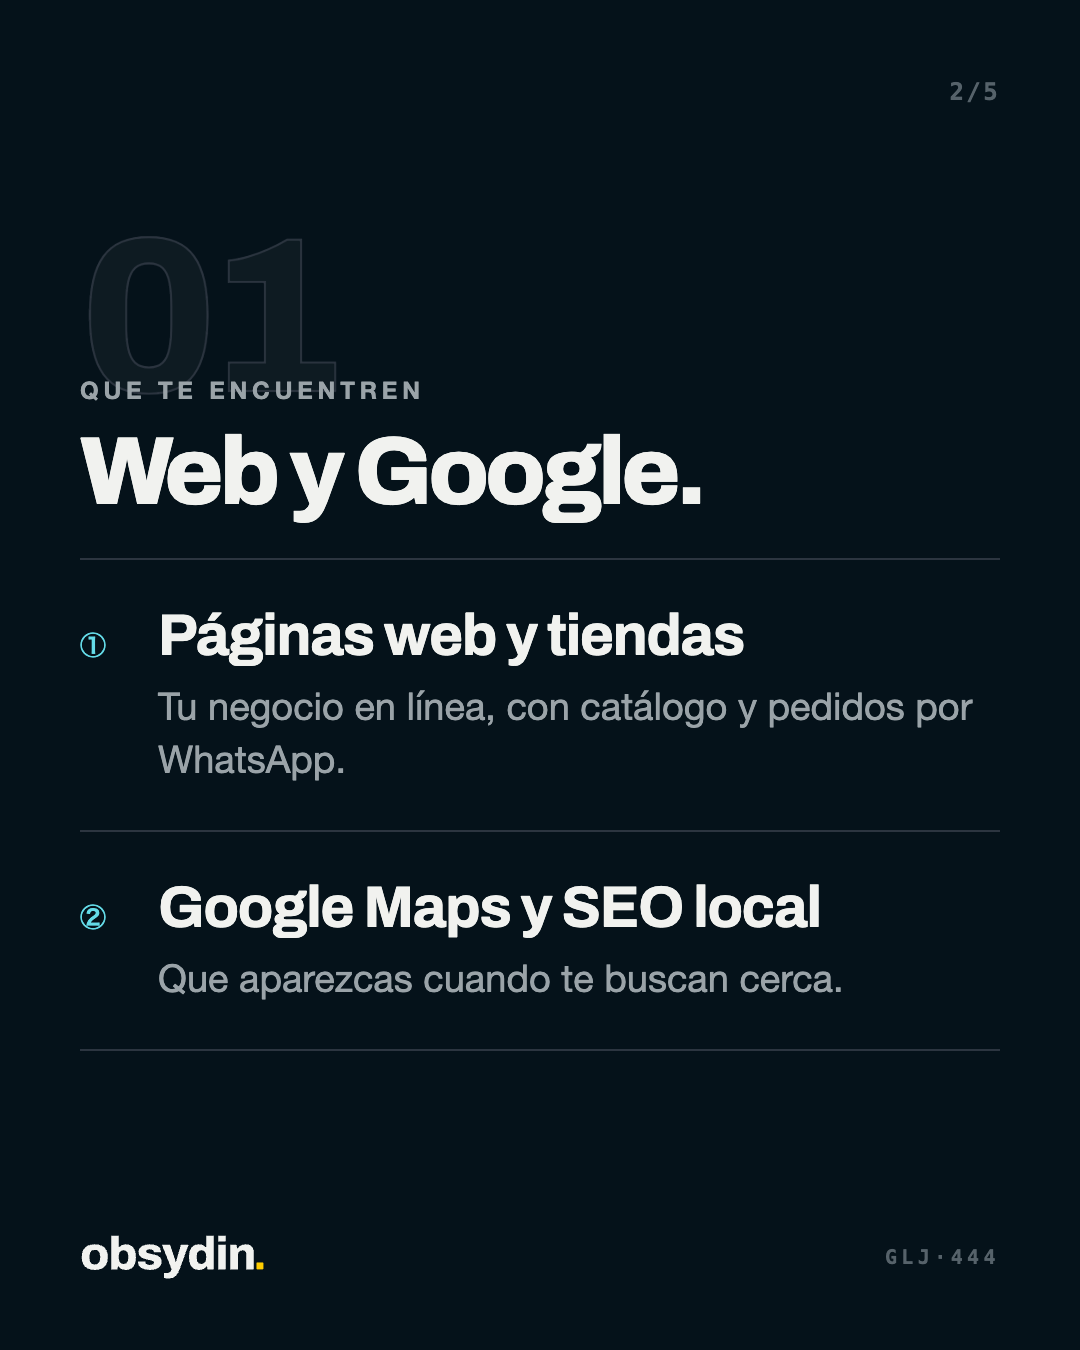 2/5
01
QUE TE ENCUENTREN
Web y Google.
① Páginas web y tiendas
Tu negocio en línea, con catálogo y pedidos por
WhatsApp.
② Google Maps y SEO local
Que aparezcas cuando te buscan cerca.
obsydin.
GLJ·444